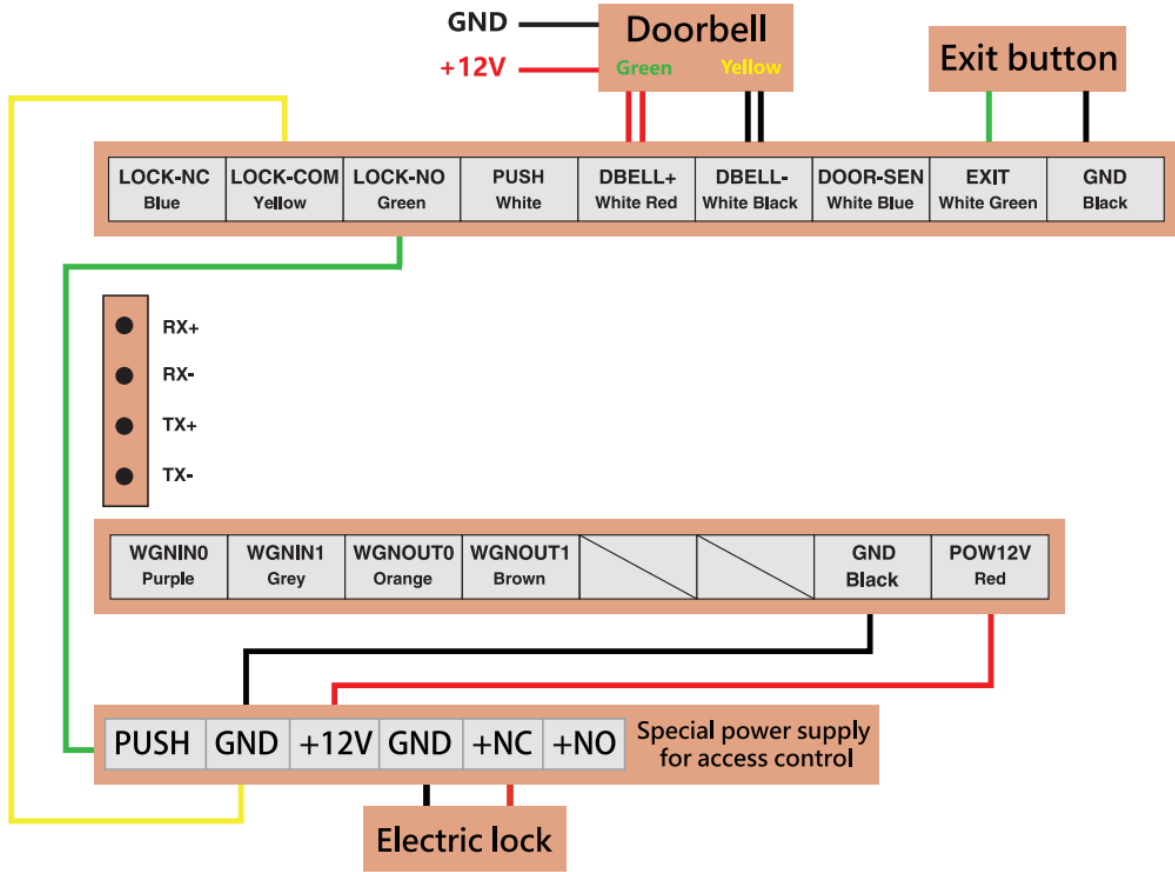 GND
+12V
Doorbell
Green Yellow
Exit button
LOCK-NC LOCK-COM LOCK-NO PUSH DBELL+ DBELL- DOOR-SEN EXIT GND
Blue Yellow Green White White Red White Black White Blue White Green Black
RX+
RX-
TX+
TX-
WGNIN0 WGNIN1 WGNOUT0 WGNOUT1 GND POW12V
Purple Grey Orange Brown Black Red
PUSH GND +12V GND +NC +NO
Special power supply
for access control
Electric lock